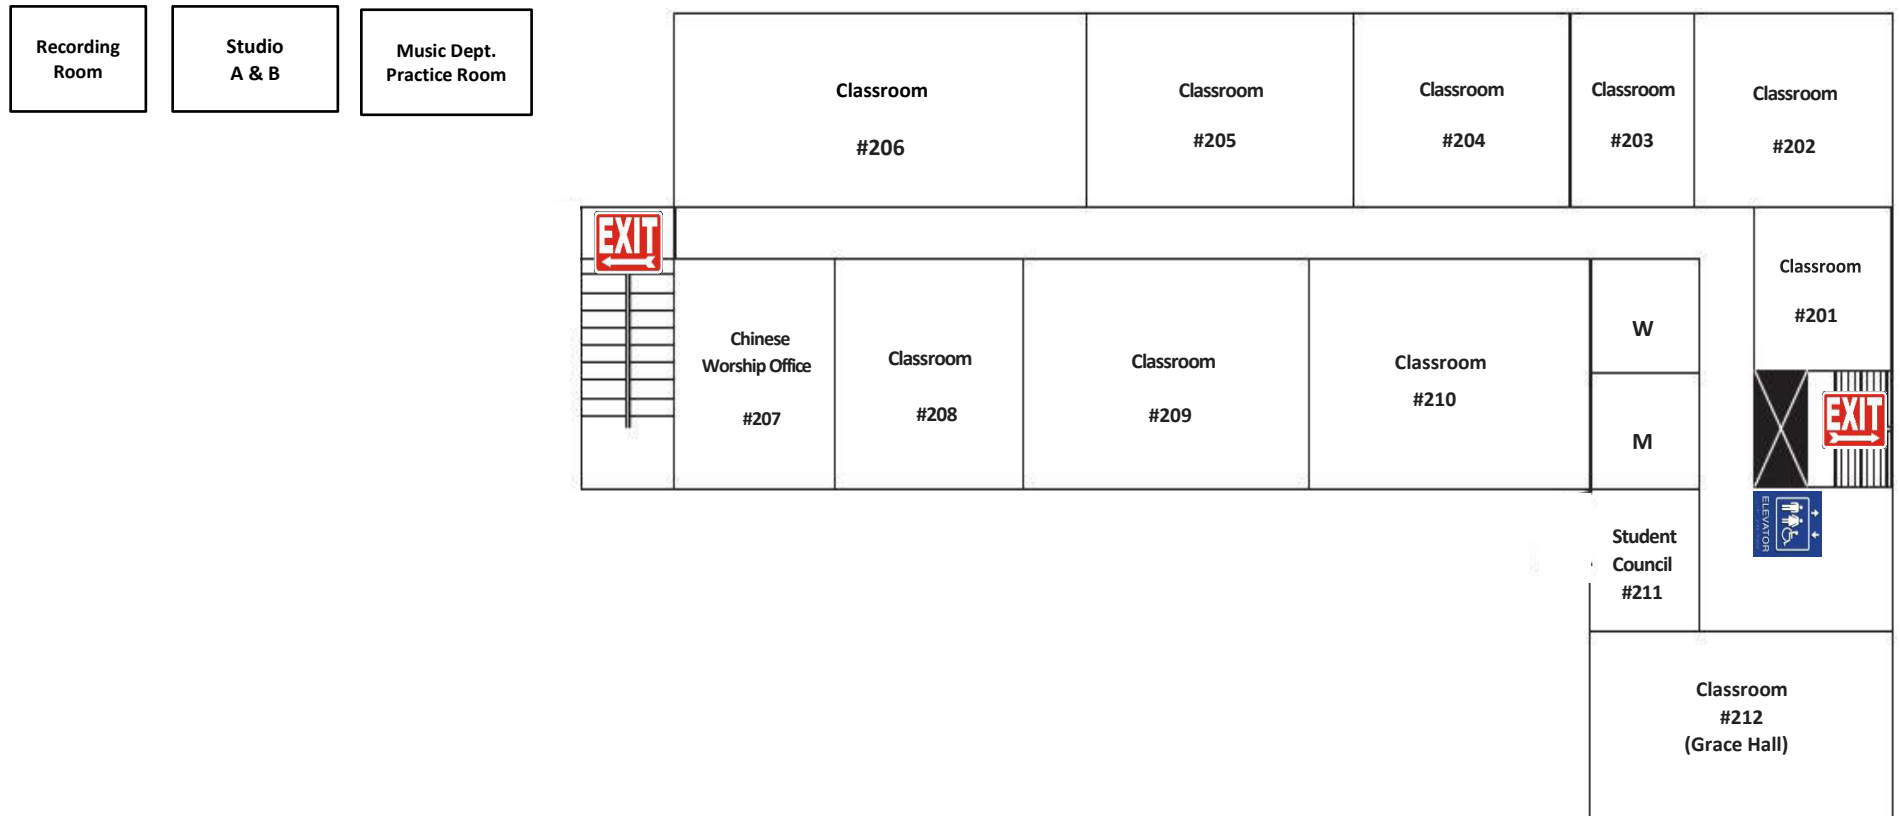 Recording
Room
Studio
A & B
Music Dept.
Practice Room
Classroom
#206
Classroom
#205
Classroom
#204
Classroom
#203
Classroom
#202
EXIT
Classroom
#201
Chinese
Worship Office
#207
Classroom
#208
Classroom
#209
Classroom
#210
W
M
EXIT
ELEVATOR
Student
Council
#211
Classroom
#212
(Grace Hall)